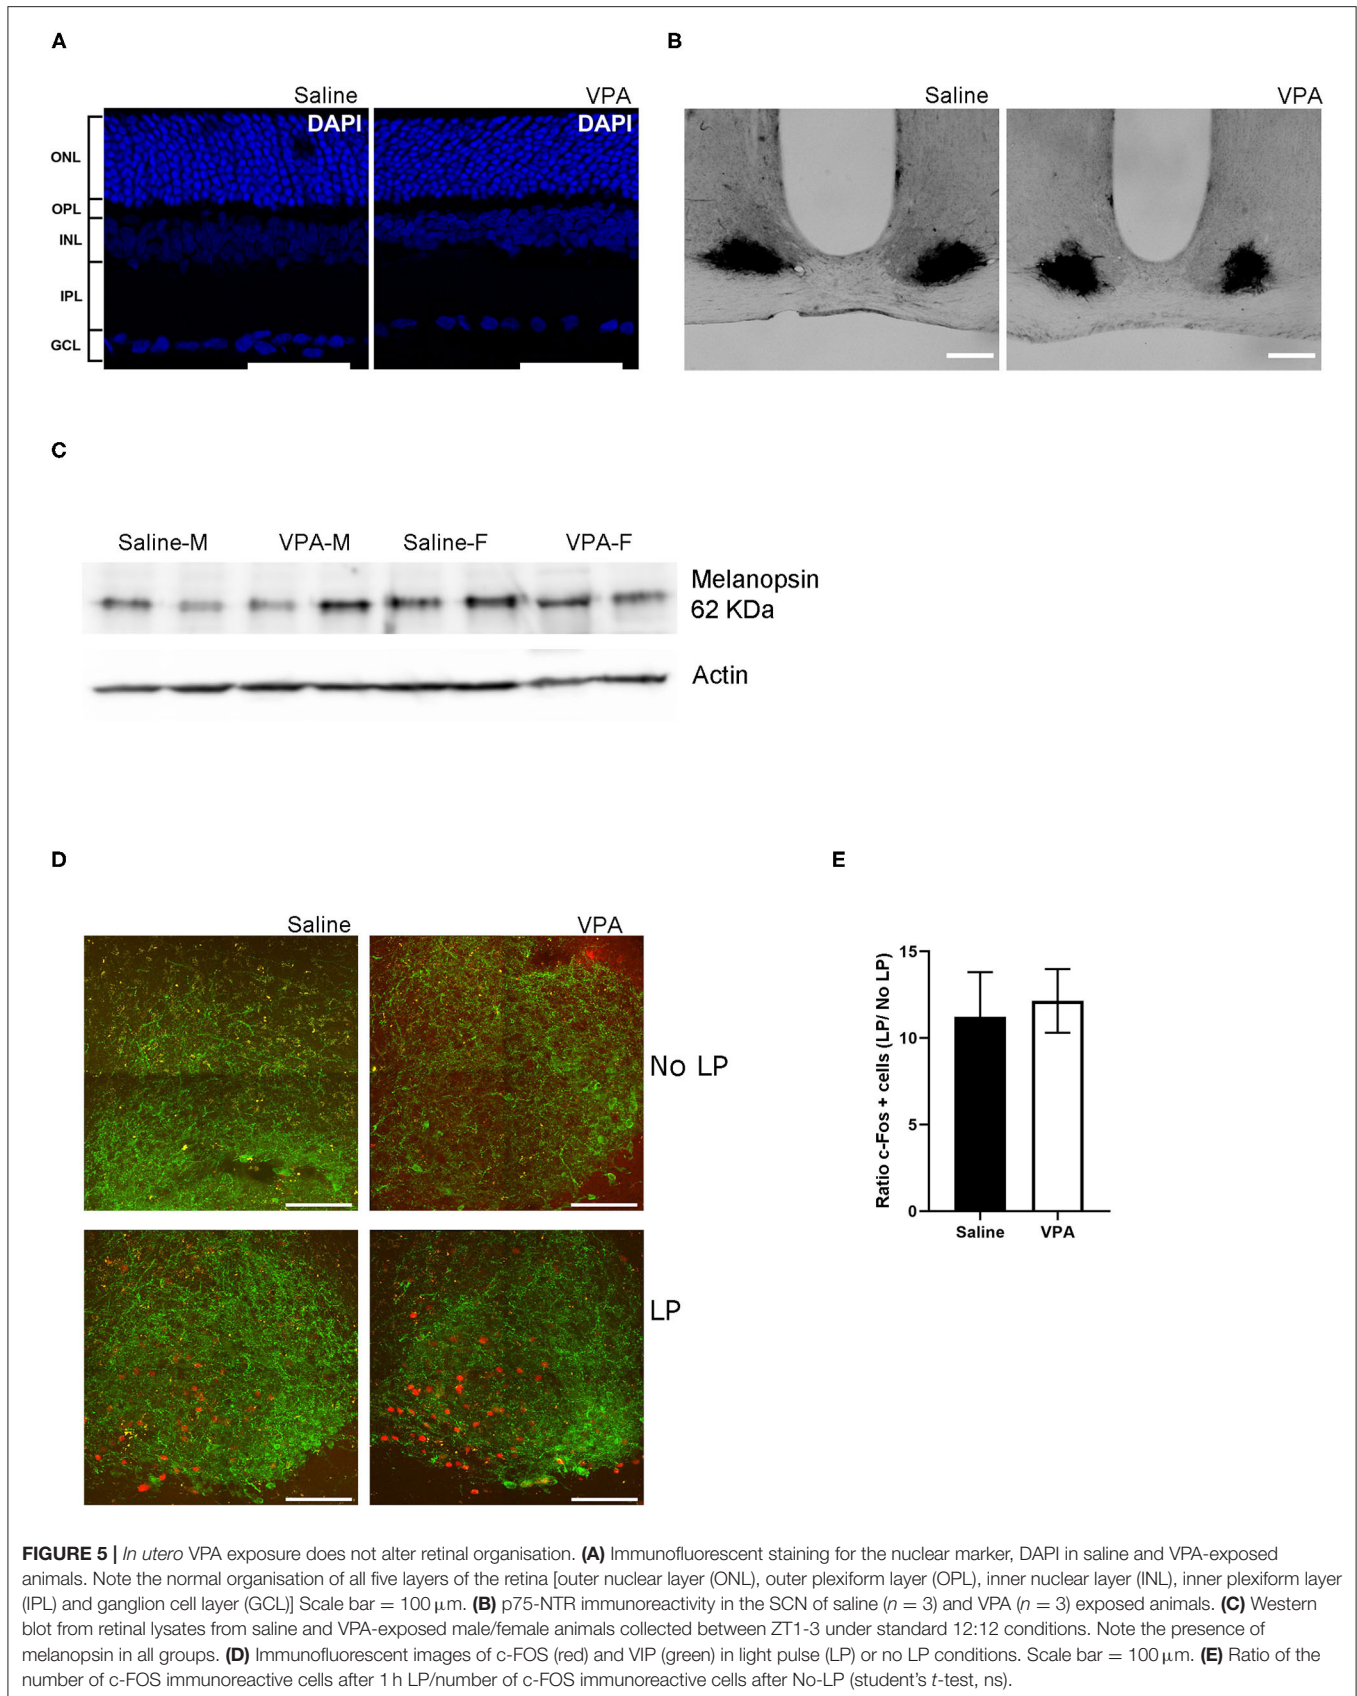 A
B
Saline
VPA
Saline
VPA
DAPI
DAPI
ONL
OPL
INL
IPL
GCL
C
Saline-M
VPA-M
Saline-F
VPA-F
Melanopsin
62 KDa
Actin
D
E
Saline
VPA
No LP
LP
Ratio c-Fos + cells (LP/ No LP)
15
10
5
0
Saline
VPA
FIGURE 5 | In utero VPA exposure does not alter retinal organisation. (A) Immunofluorescent staining for the nuclear marker, DAPI in saline and VPA-exposed
animals. Note the normal organisation of all five layers of the retina [outer nuclear layer (ONL), outer plexiform layer (OPL), inner nuclear layer (INL), inner plexiform layer
(IPL) and ganglion cell layer (GCL)] Scale bar = 100 μm. (B) p75-NTR immunoreactivity in the SCN of saline (n = 3) and VPA (n = 3) exposed animals. (C) Western
blot from retinal lysates from saline and VPA-exposed male/female animals collected between ZT1-3 under standard 12:12 conditions. Note the presence of
melanopsin in all groups. (D) Immunofluorescent images of c-FOS (red) and VIP (green) in light pulse (LP) or no LP conditions. Scale bar = 100 μm. (E) Ratio of the
number of c-FOS immunoreactive cells after 1 h LP/number of c-FOS immunoreactive cells after No-LP (student's t-test, ns).